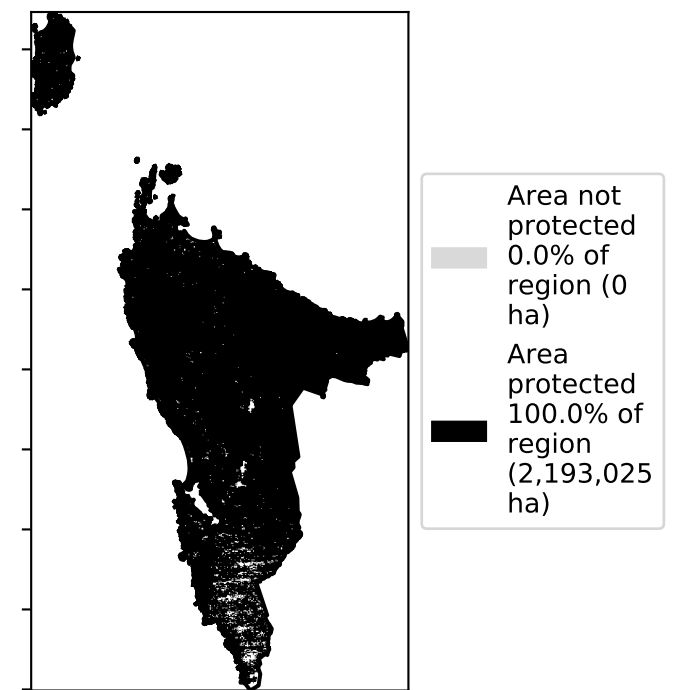 Area not
protected
0.0% of
region (0
ha)
Area
protected
100.0% of
region
(2,193,025
ha)